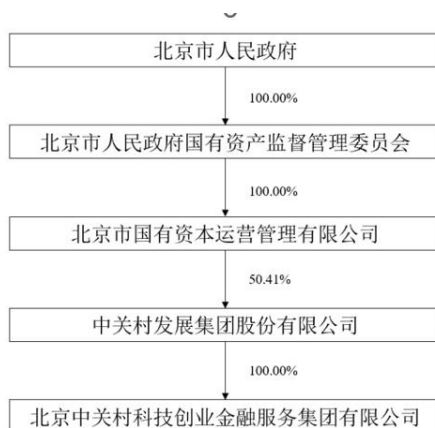 北京市人民政府
100.00%
北京市人民政府国有资产监督管理委员会
100.00%
北京市国有资本运营管理有限公司
50.41%
中关村发展集团股份有限公司
100.00%
北京中关村科技创业金融服务集团有限公司